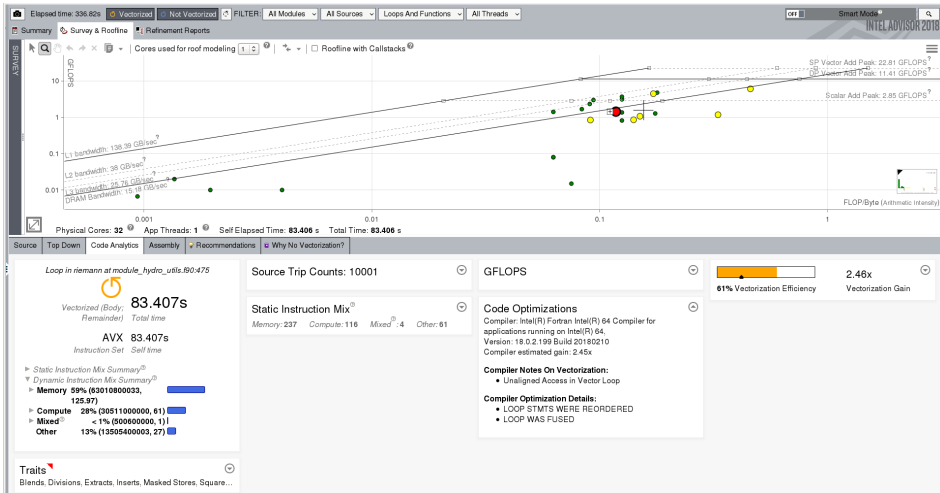 Elapsed time: 336.82s Vectorized Not Vectorized FILTER: All Modules All Sources Loops And Functions All Threads OFF Smart Mode
INTEL ADVISOR 2018
Summary Survey & Roofline Refinement Reports
SURVEY
Cores used for roof modeling 1 Roofline with Callstacks
GFLOPS
SP Vector Add Peak: 22.81 GFLOPS
DP Vector Add Peak: 11.41 GFLOPS
Scalar Add Peak: 2.85 GFLOPS
10
1
0.1
0.01
L1 bandwidth: 138.39 GB/sec
L2 bandwidth: 38 GB/sec
L3 bandwidth: 25.76 GB/sec
DRAM Bandwidth: 15.18 GB/sec
FLOP/Byte (Arithmetic Intensity)
0.001 0.01 0.1 1
Physical Cores: 32 App Threads: 1 Self Elapsed Time: 83.406 s Total Time: 83.406 s
Source Top Down Code Analytics Assembly Recommendations Why No Vectorization?
Loop in riemann at module_hydro_utils.f90:475
Vectorized (Body; Remainder)
83.407s
Total time
AVX
Instruction Set
83.407s
Self time
Static Instruction Mix Summary
Dynamic Instruction Mix Summary
Memory 59% (63010800033, 125.97)
Compute 28% (30511000000, 61)
Mixed < 1% (500600000, 1)
Other 13% (13505400003, 27)
Traits
Blends, Divisions, Extracts, Inserts, Masked Stores, Square...
Source Trip Counts: 10001
Static Instruction Mix
Memory: 237 Compute: 116 Mixed: 4 Other: 61
GFLOPS
Code Optimizations
Compiler: Intel(R) Fortran Intel(R) 64 Compiler for
applications running on Intel(R) 64.
Version: 18.0.2.199 Build 20180210
Compiler estimated gain: 2.45x
Compiler Notes On Vectorization:
• Unaligned Access in Vector Loop
Compiler Optimization Details:
• LOOP STMTS WERE REORDERED
• LOOP WAS FUSED
61% Vectorization Efficiency
2.46x
Vectorization Gain